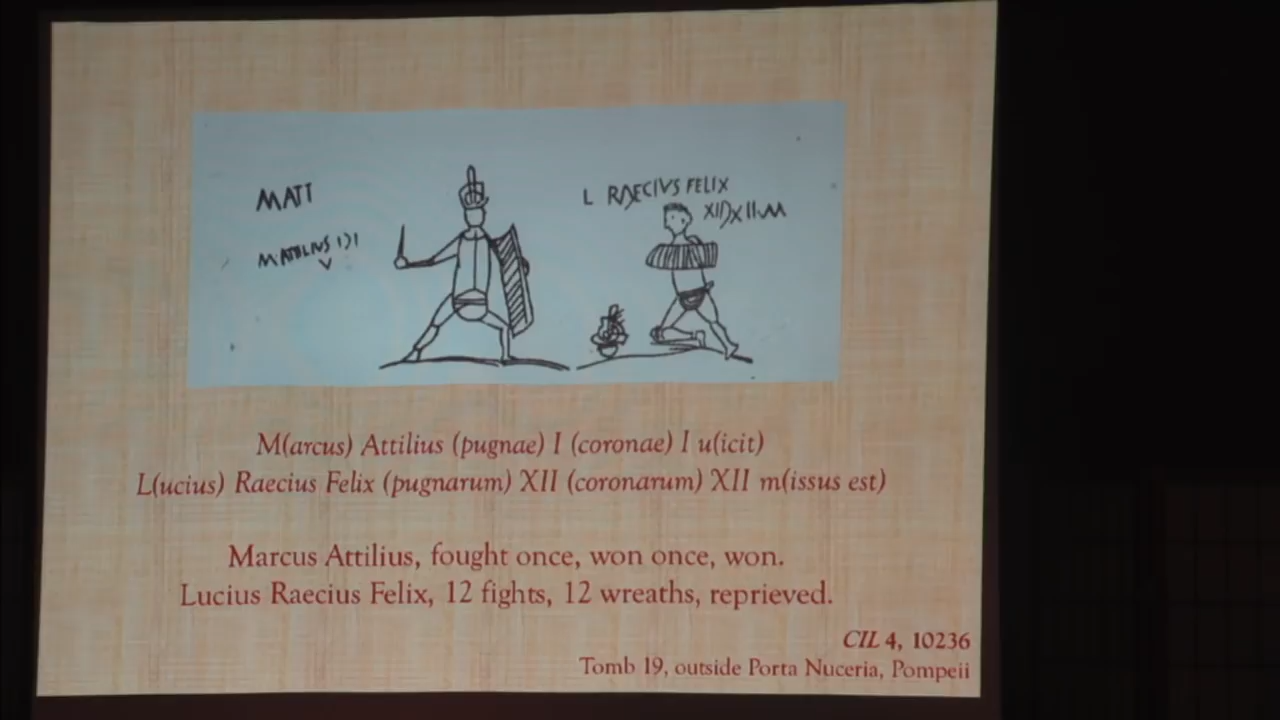 MATT
L RAECIVS FELIX
XII)XIIM
M(arcus) Attilius (pugnae) I (coronae) I u(icit)
L(ucius) Raecius Felix (pugnarum) XII (coronarum) XII m(issus est)
Marcus Attilius, fought once, won once, won.
Lucius Raecius Felix, 12 fights, 12 wreaths, reprieved.
CIL 4, 10236
Tomb 19, outside Porta Nuceria, Pompeii